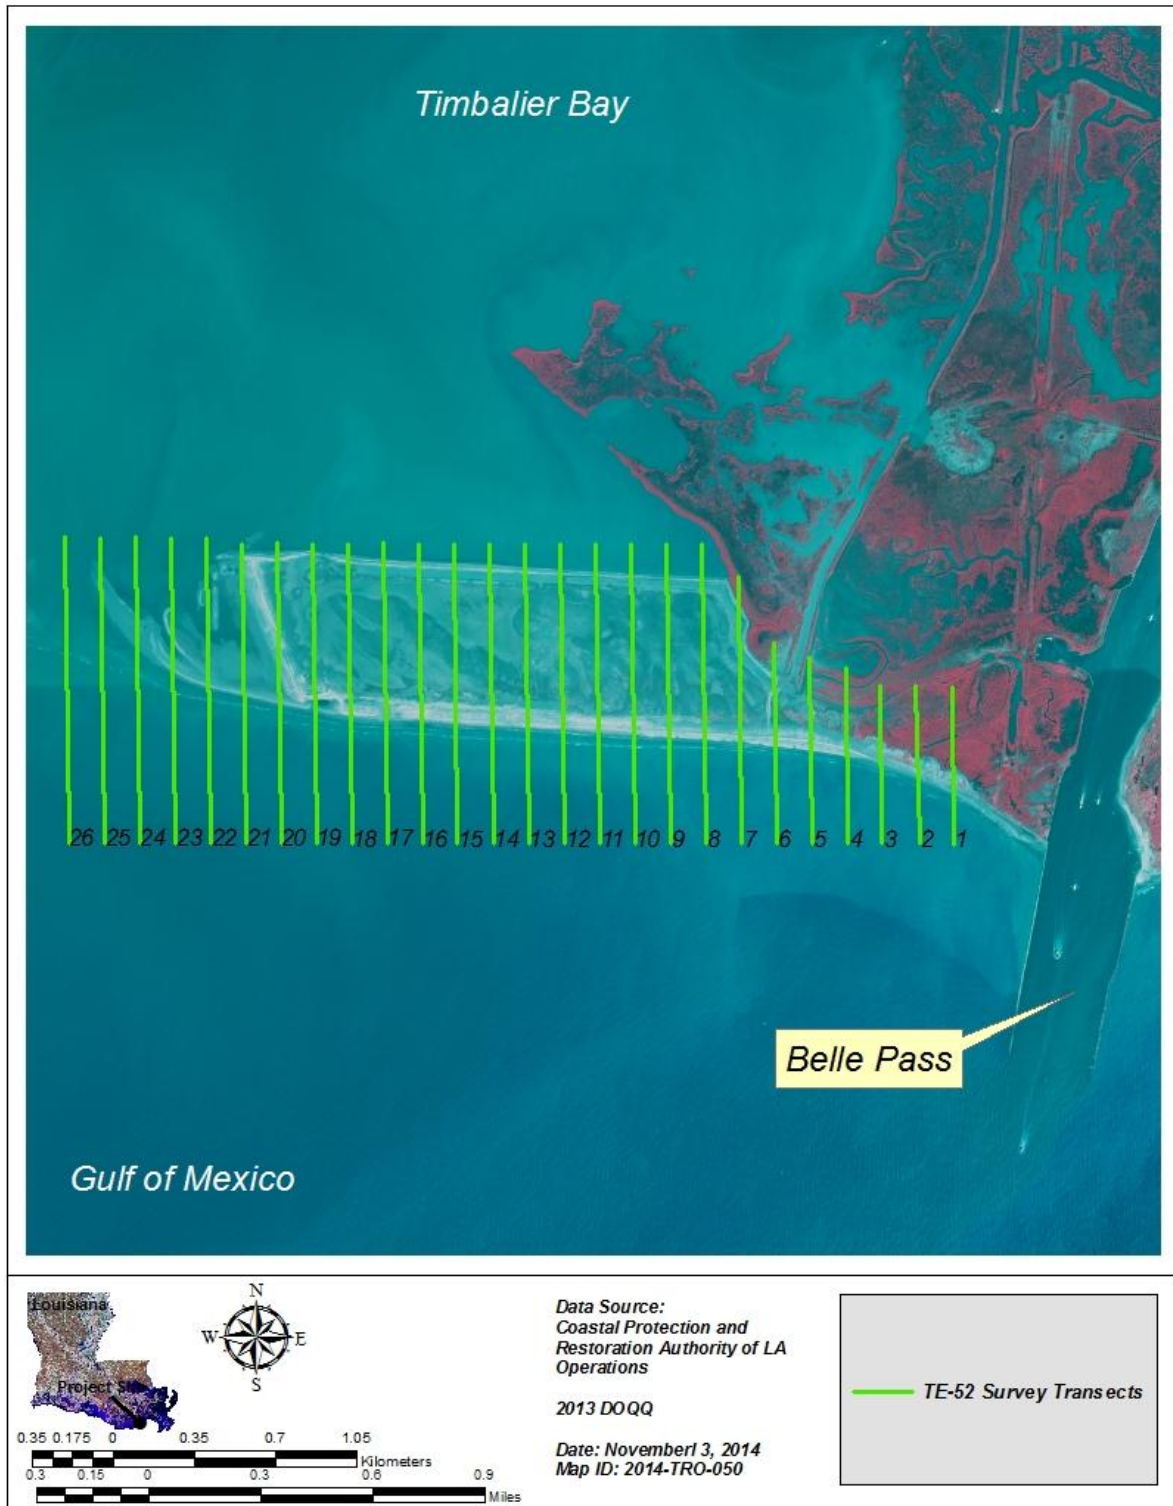 Timbalier Bay
26 25 24 23 22 21 20 19 18 17 16 15 14 13 12 11 10 9 8 7 6 5 4 3 2 1
Belle Pass
Gulf of Mexico
Louisiana
Project Site
N
W E
S
0.35 0.175 0 0.35 0.7 1.05
Kilometers
0.3 0.15 0 0.3 0.6 0.9
Miles
Data Source:
Coastal Protection and
Restoration Authority of LA
Operations
2013 DOQQ
Date: Novemberl 3, 2014
Map ID: 2014-TRO-050
TE-52 Survey Transects